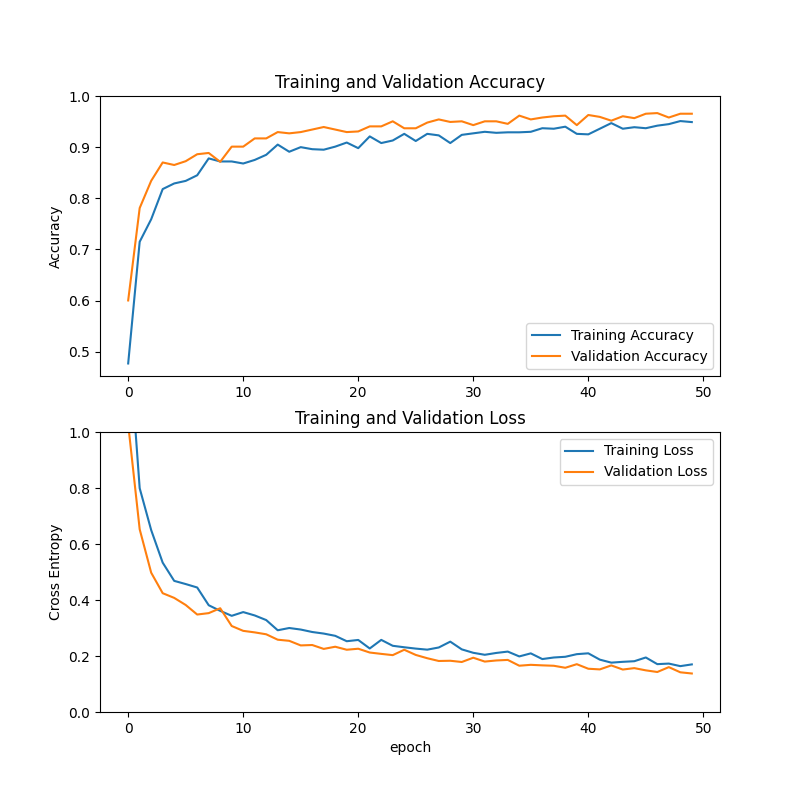 Training and Validation Accuracy
1.0
0.9
0.8
0.7
0.6
0.5
Accuracy
Training Accuracy
Validation Accuracy
0 10 20 30 40 50
Training and Validation Loss
1.0
0.8
0.6
0.4
0.2
0.0
Cross Entropy
Training Loss
Validation Loss
0 10 20 30 40 50
epoch